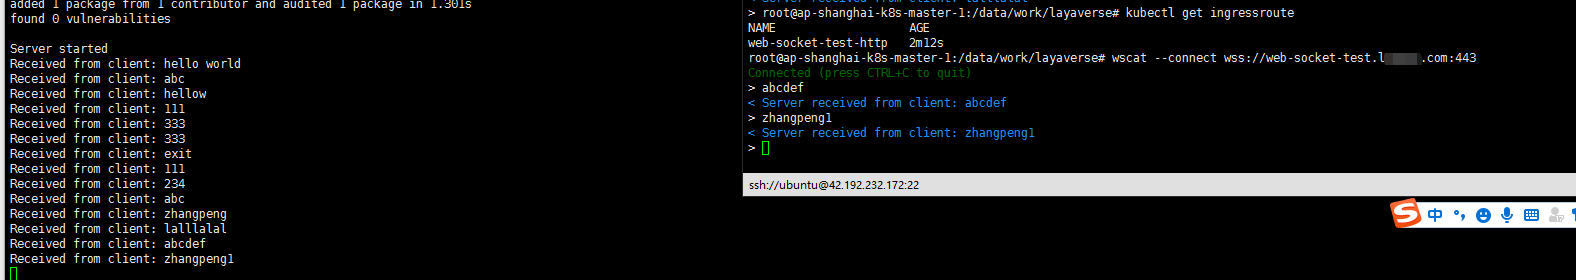 added 1 package from 1 contributor and audited 1 package in 1.301s
found 0 vulnerabilities
Server started
Received from client: hello world
Received from client: abc
Received from client: hellow
Received from client: 111
Received from client: 333
Received from client: 333
Received from client: exit
Received from client: 111
Received from client: 234
Received from client: abc
Received from client: zhangpeng
Received from client: lalllalal
Received from client: abcdef
Received from client: zhangpeng1
> root@ap-shanghai-k8s-master-1:/data/work/layaverse# kubectl get ingressroute
NAME AGE
web-socket-test-http 2m12s
root@ap-shanghai-k8s-master-1:/data/work/layaverse# wscat --connect wss://web-socket-test.l .com:443
Connected (press CTRL+C to quit)
> abcdef
< Server received from client: abcdef
> zhangpeng1
< Server received from client: zhangpeng1
>
ssh://ubuntu@42.192.232.172:22
S 中